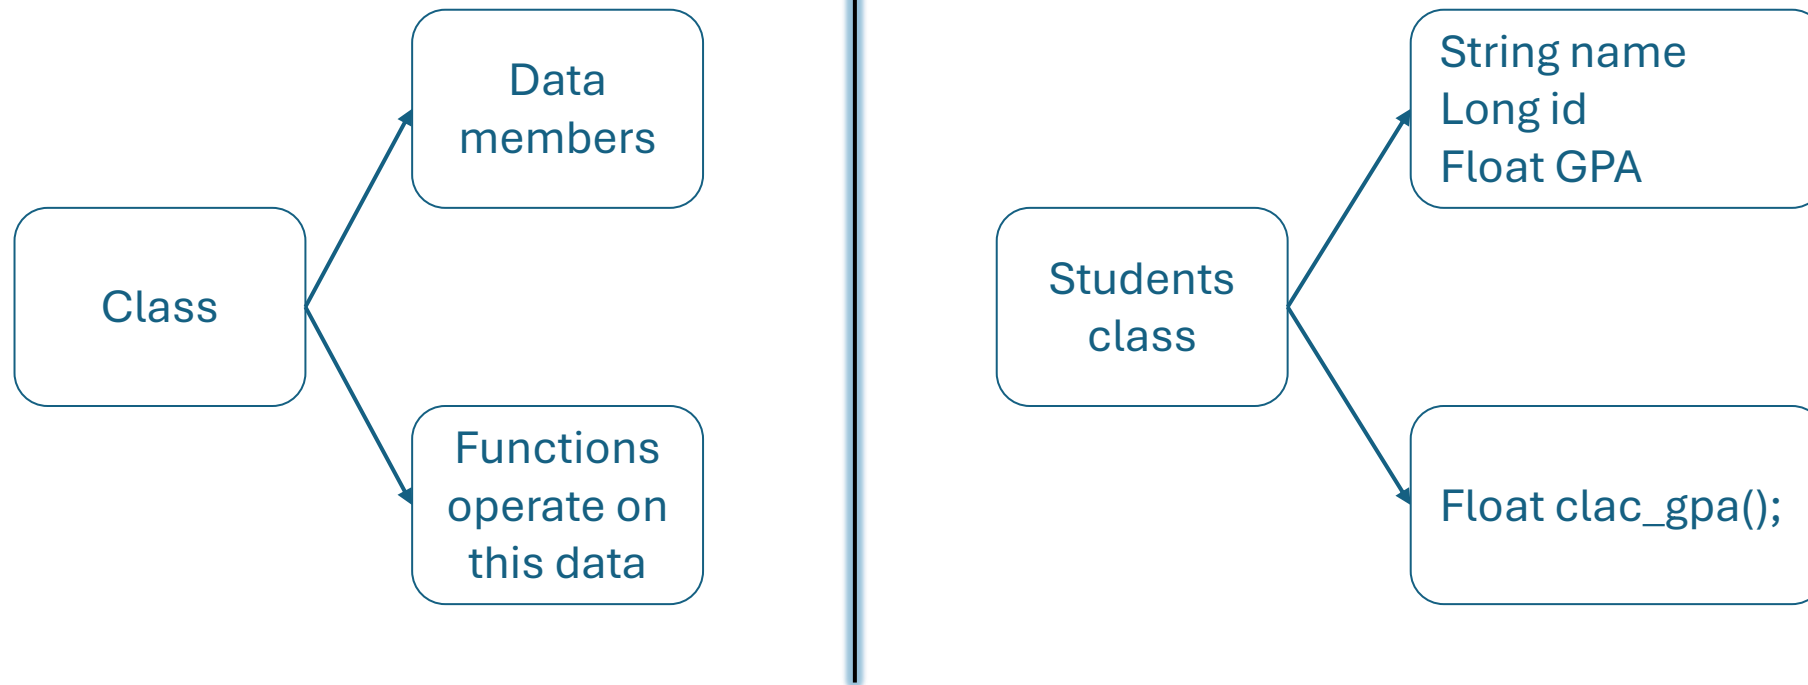 Data
members
Class
Functions
operate on
this data
String name
Long id
Float GPA
Students
class
Float clac_gpa();